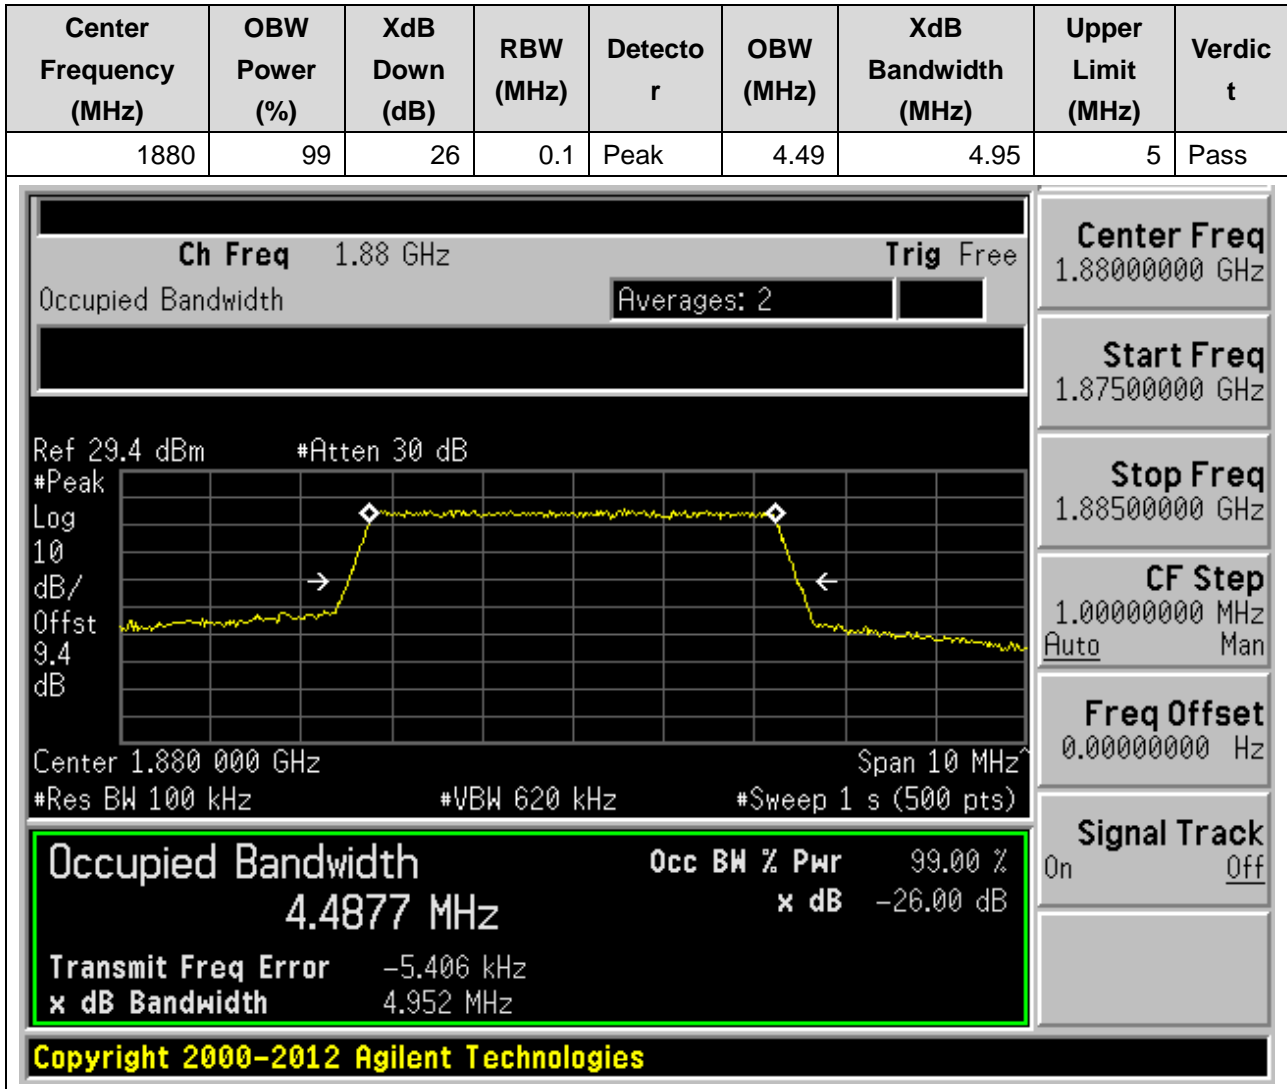 Center Frequency (MHz) OBW Power (%) XdB Down (dB) RBW (MHz) Detecto r OBW (MHz) XdB Bandwidth (MHz) Upper Limit (MHz) Verdic t
1880 99 26 0.1 Peak 4.49 4.95 5 Pass
Ch Freq 1.88 GHz Trig Free
Occupied Bandwidth Averages: 2
Ref 29.4 dBm #Atten 30 dB
#Peak
Log
10
dB/
Offst
9.4
dB
Center 1.880 000 GHz Span 10 MHz^
#Res BW 100 kHz #VBW 620 kHz #Sweep 1 s (500 pts)
Occupied Bandwidth Occ BW % Pwr 99.00 %
4.4877 MHz x dB -26.00 dB
Transmit Freq Error -5.406 kHz
x dB Bandwidth 4.952 MHz
Copyright 2000-2012 Agilent Technologies
Center Freq
1.88000000 GHz
Start Freq
1.87500000 GHz
Stop Freq
1.88500000 GHz
CF Step
1.00000000 MHz
Auto Man
Freq Offset
0.00000000 Hz
Signal Track
On Off